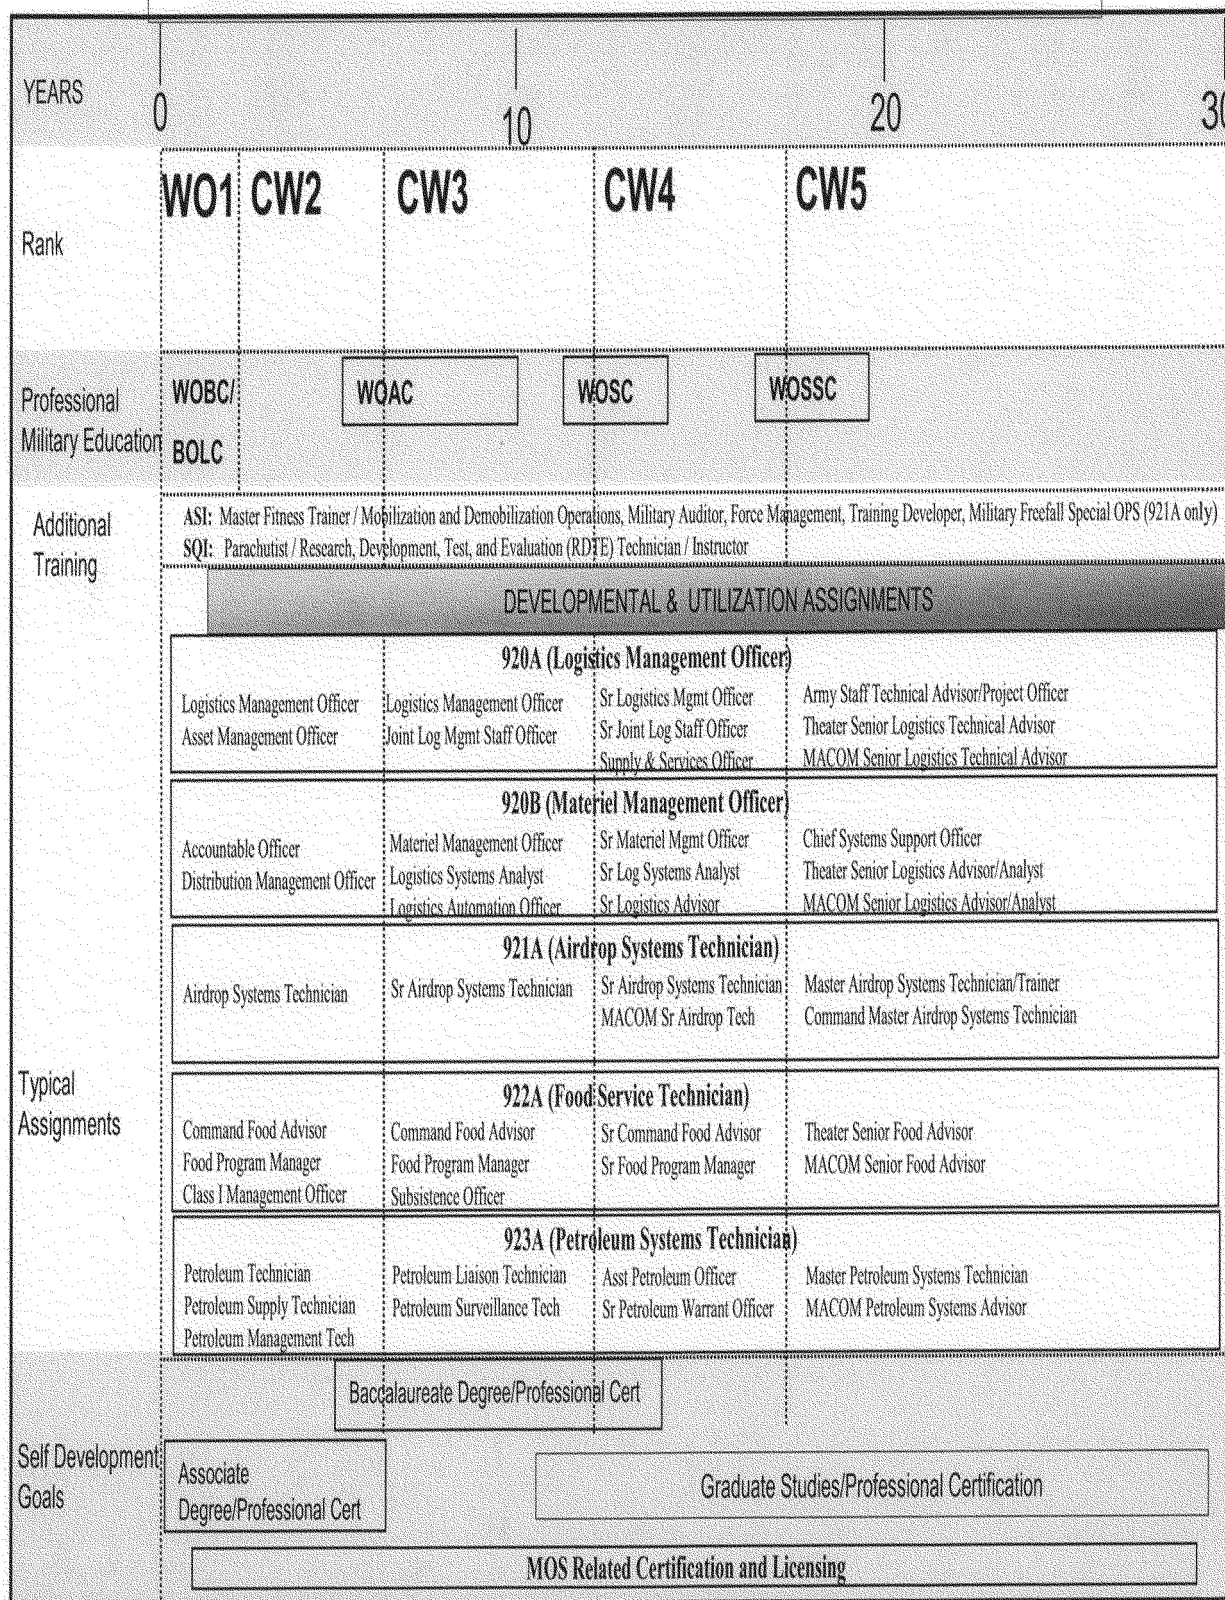 YEARS
0
10
20
30
WO1 CW2 CW3 CW4 CW5
Rank
Professional
Military Education
WOBC/
BOLC
WOAC
WOSC
WOSSC
Additional
Training
ASI: Master Fitness Trainer / Mobilization and Demobilization Operations, Military Auditor, Force Management, Training Developer, Military Freefall Special OPS (921A only)
SQI: Parachutist / Research, Development, Test, and Evaluation (RDTE) Technician / Instructor
DEVELOPMENTAL & UTILIZATION ASSIGNMENTS
Typical
Assignments
920A (Logistics Management Officer)
Logistics Management Officer
Asset Management Officer
Logistics Management Officer
Joint Log Mgmt Staff Officer
Sr Logistics Mgmt Officer
Sr Joint Log Staff Officer
Supply & Services Officer
Army Staff Technical Advisor/Project Officer
Theater Senior Logistics Technical Advisor
MACOM Senior Logistics Technical Advisor
920B (Materiel Management Officer)
Accountable Officer
Distribution Management Officer
Materiel Management Officer
Logistics Systems Analyst
Logistics Automation Officer
Sr Materiel Mgmt Officer
Sr Log Systems Analyst
Sr Logistics Advisor
Chief Systems Support Officer
Theater Senior Logistics Advisor/Analyst
MACOM Senior Logistics Advisor/Analyst
921A (Airdrop Systems Technician)
Airdrop Systems Technician
Sr Airdrop Systems Technician
Sr Airdrop Systems Technician
MACOM Sr Airdrop Tech
Master Airdrop Systems Technician/Trainer
Command Master Airdrop Systems Technician
922A (Food Service Technician)
Command Food Advisor
Food Program Manager
Class I Management Officer
Command Food Advisor
Food Program Manager
Subsistence Officer
Sr Command Food Advisor
Sr Food Program Manager
Theater Senior Food Advisor
MACOM Senior Food Advisor
923A (Petroleum Systems Technician)
Petroleum Technician
Petroleum Supply Technician
Petroleum Management Tech
Petroleum Liaison Technician
Petroleum Surveillance Tech
Asst Petroleum Officer
Sr Petroleum Warrant Officer
Master Petroleum Systems Technician
MACOM Petroleum Systems Advisor
Self Development
Goals
Baccalaureate Degree/Professional Cert
Associate
Degree/Professional Cert
Graduate Studies/Professional Certification
MOS Related Certification and Licensing